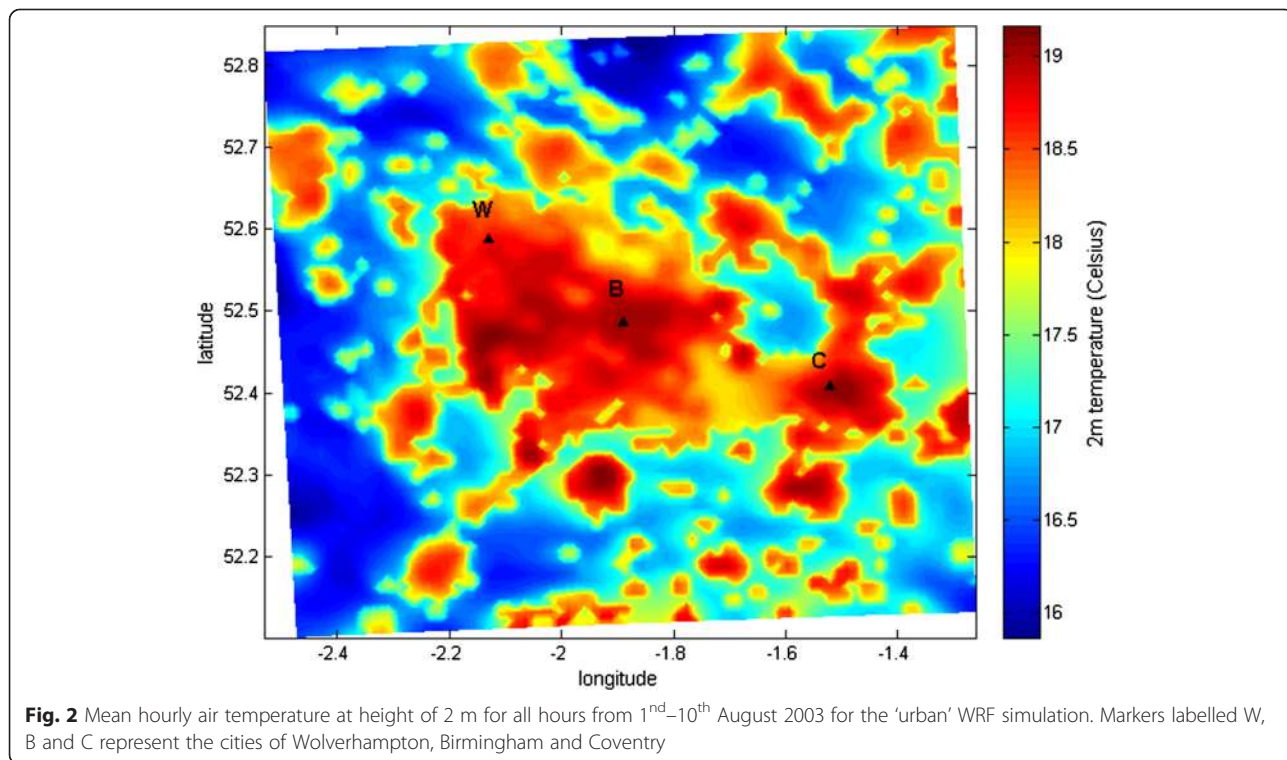 52.8
52.7
52.6
52.5
52.4
52.3
52.2
latitude
W
B
C
-2.4 -2.2 -2 -1.8 -1.6 -1.4
longitude
19
18.5
18
17.5
17
16.5
16
2m temperature (Celsius)
Fig. 2 Mean hourly air temperature at height of 2 m for all hours from 1nd–10th August 2003 for the ‘urban’ WRF simulation. Markers labelled W,
B and C represent the cities of Wolverhampton, Birmingham and Coventry